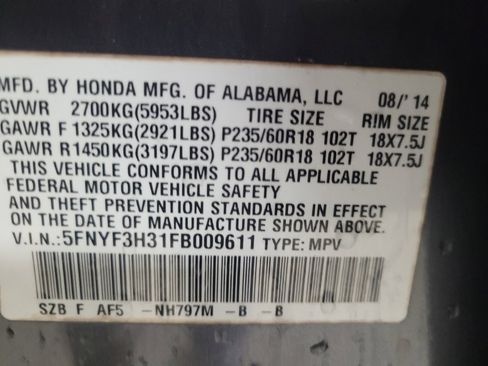 MFD. BY HONDA MFG. OF ALABAMA, LLC 08/'14
GVWR 2700KG(5953LBS) TIRE SIZE RIM SIZE
GAWR F 1325KG(2921LBS) P235/60R18 102T 18X7.5J
GAWR R1450KG(3197LBS) P235/60R18 102T 18X7.5J
THIS VEHICLE CONFORMS TO ALL APPLICABLE
FEDERAL MOTOR VEHICLE SAFETY
AND THEFT PREVENTION STANDARDS IN EFFECT
ON THE DATE OF MANUFACTURE SHOWN ABOVE.
V.I.N.:5FNYF3H31FB009611 TYPE: MPV
SZB F AF5 -NH797M -B -B